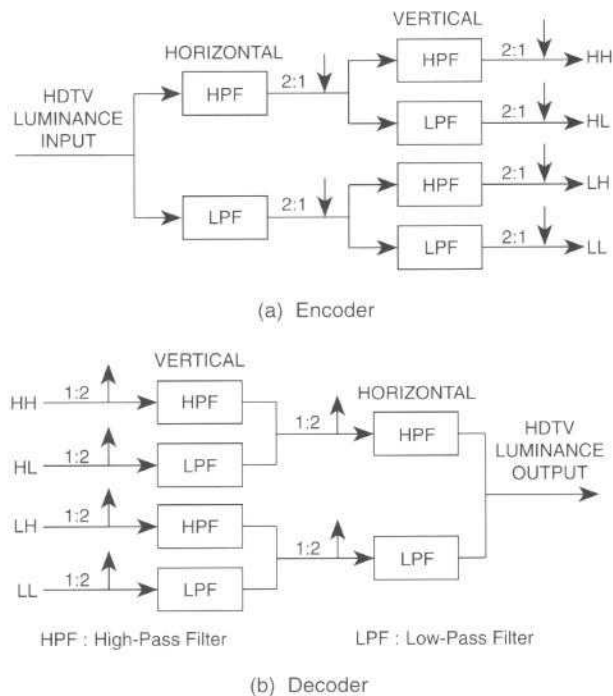 VERTICAL
HORIZONTAL
HDTV
LUMINANCE
INPUT
HPF
2:1
HPF
2:1
HH
LPF
2:1
HL
LPF
2:1
HPF
2:1
LH
LPF
2:1
LL
(a) Encoder
VERTICAL
HORIZONTAL
HH
1:2
HPF
1:2
HPF
HDTV
LUMINANCE
OUTPUT
HL
1:2
LPF
LH
1:2
HPF
1:2
LPF
LL
1:2
LPF
HPF : High-Pass Filter
LPF : Low-Pass Filter
(b) Decoder